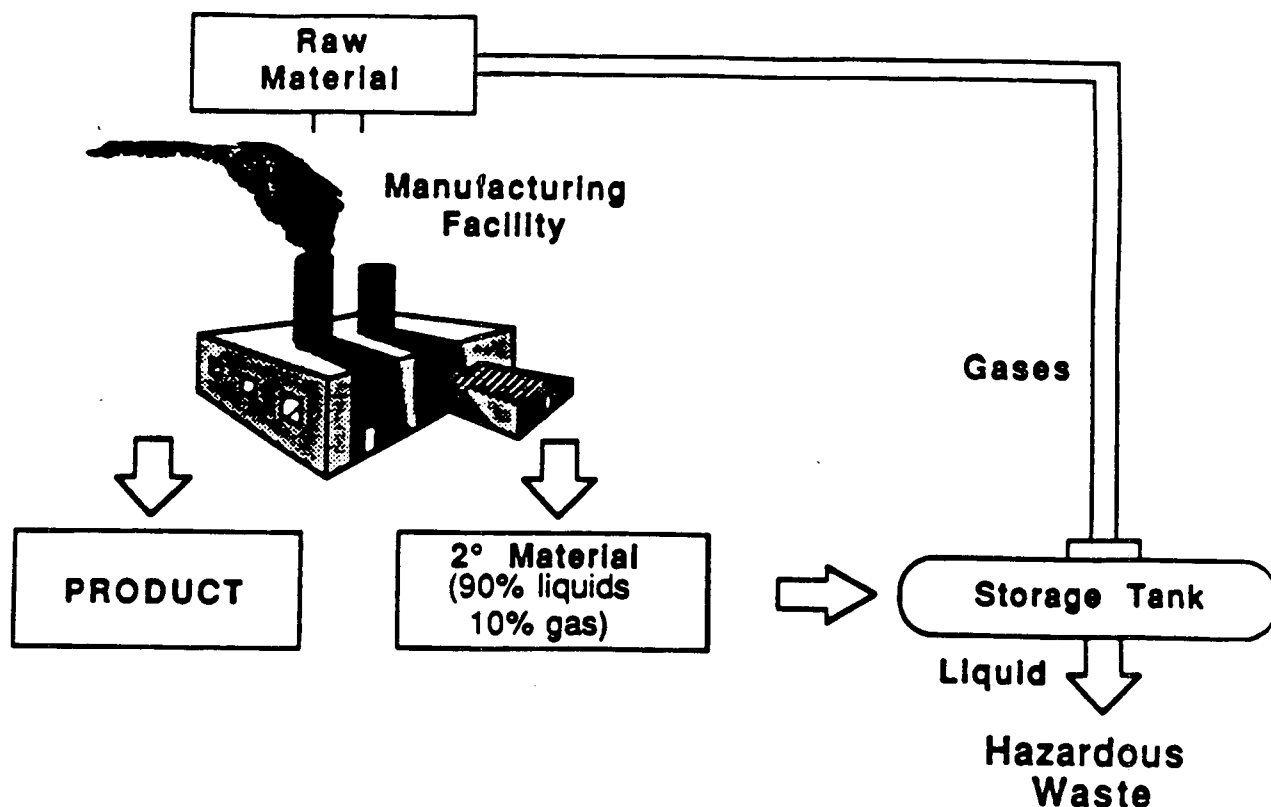 Raw
Material
Manufacturing
Facility
Gases
PRODUCT
2° Material
(90% liquids
10% gas)
Storage Tank
Liquid
Hazardous
Waste